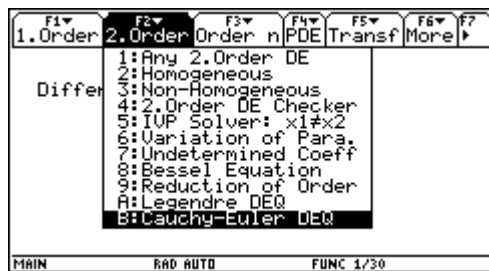 F1▾ F2▾ F3▾ F4▾ F5▾ F6▾ F7
1.Order 2.Order Order n PDE Transf More ▸
1:Any 2.Order DE
2:Homogeneous
Differ
3:Non-Homogeneous
4:2.Order DE Checker
5:IVP Solver: x1≠x2
6:Variation of Para.
7:Undetermined Coeff
8:Bessel Equation
9:Reduction of Order
A:Legendre DEQ
B:Cauchy-Euler DEQ
MAIN RAD AUTO FUNC 1/30